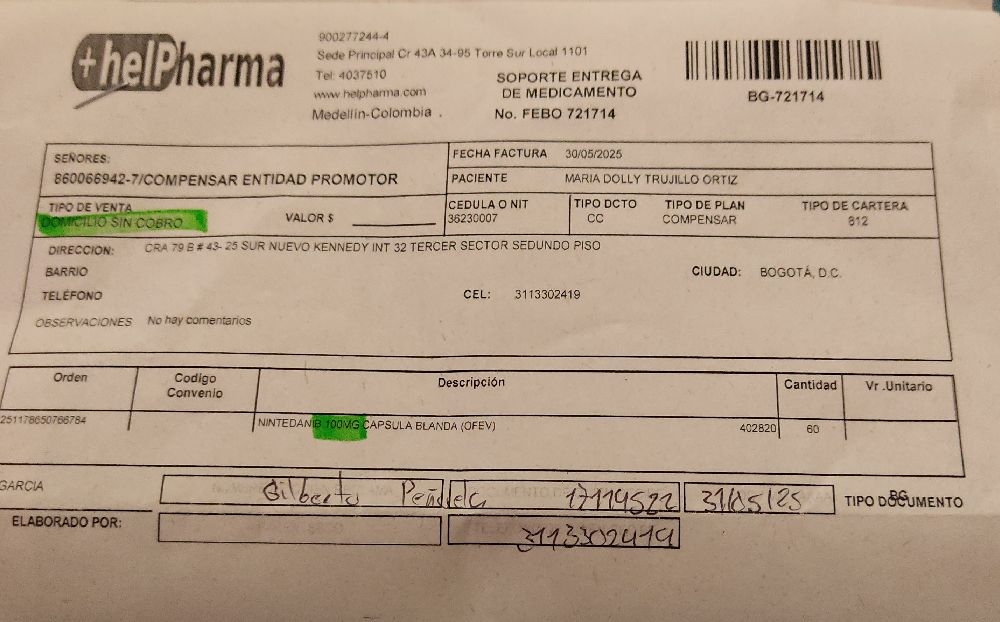 +helPharma
900277244-4
Sede Principal Cr 43A 34-95 Torre Sur Local 1101
Tel: 4037510
www.helpharma.com
Medellín-Colombia .
SOPORTE ENTREGA
DE MEDICAMENTO
No. FEBO 721714
BG-721714
SEÑORES:
860066942-7/COMPENSAR ENTIDAD PROMOTOR
FECHA FACTURA 30/05/2025
PACIENTE MARIA DOLLY TRUJILLO ORTIZ
TIPO DE VENTA
DOMICILIO SIN COBRO
VALOR $
CEDULA O NIT
36230007
TIPO DCTO
CC
TIPO DE PLAN
COMPENSAR
TIPO DE CARTERA
812
DIRECCION: CRA 79 B # 43- 25 SUR NUEVO KENNEDY INT 32 TERCER SECTOR SEDUNDO PISO
BARRIO
CIUDAD: BOGOTÁ, D.C.
TELÉFONO
CEL: 3113302419
OBSERVACIONES No hay comentarios
Orden Codigo Convenio Descripción Cantidad Vr .Unitario
251178650766784 NINTEDANIB 100MG CAPSULA BLANDA (OFEV) 402820 60
GARCIA
Gilberto 17119522 31/05/25
TIPO DOCUMENTO
BG
ELABORADO POR:
3113302419